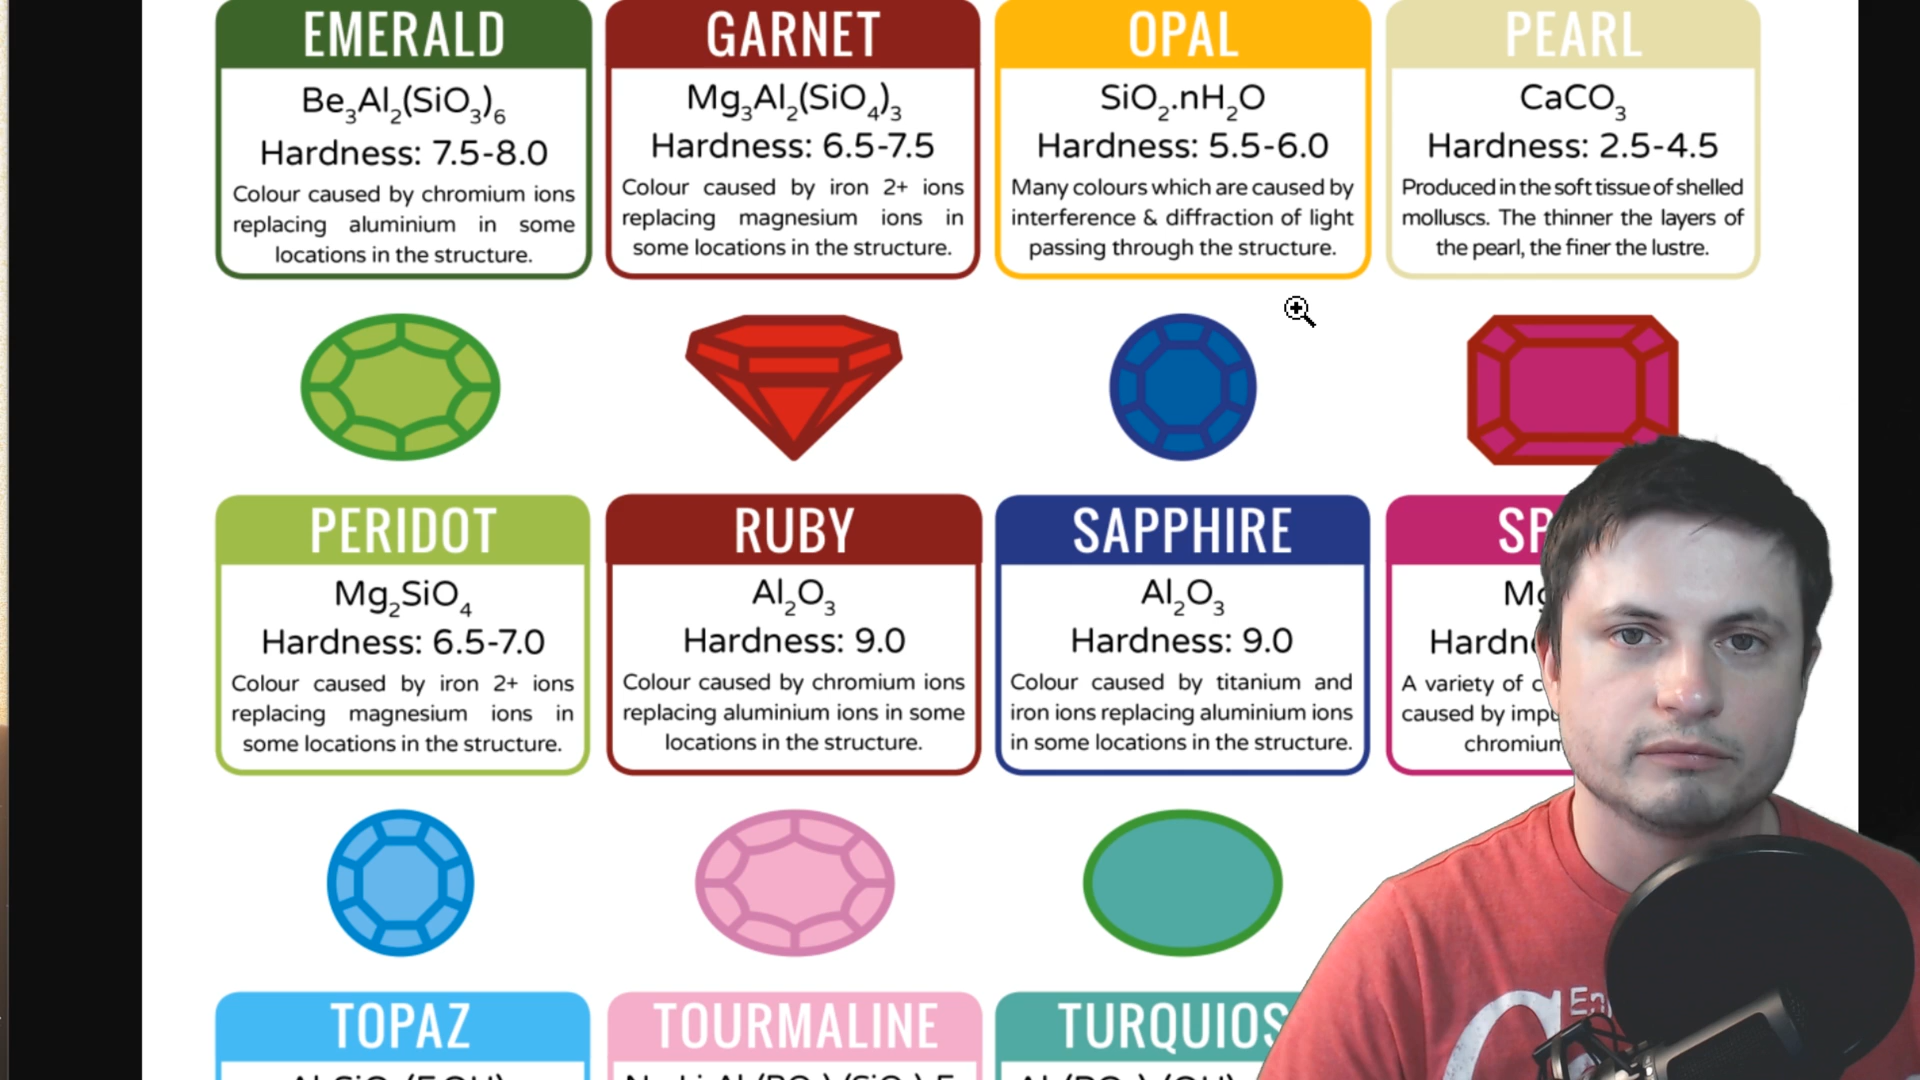 EMERALD
Be3Al2(SiO3)6
Hardness: 7.5-8.0
Colour caused by chromium ions
replacing aluminium in some
locations in the structure.
GARNET
Mg3Al2(SiO4)3
Hardness: 6.5-7.5
Colour caused by iron 2+ ions
replacing magnesium ions in
some locations in the structure.
OPAL
SiO2.nH2O
Hardness: 5.5-6.0
Many colours which are caused by
interference & diffraction of light
passing through the structure.
PEARL
CaCO3
Hardness: 2.5-4.5
Produced in the soft tissue of shelled
molluscs. The thinner the layers of
the pearl, the finer the lustre.
PERIDOT
Mg2SiO4
Hardness: 6.5-7.0
Colour caused by iron 2+ ions
replacing magnesium ions in
some locations in the structure.
RUBY
Al2O3
Hardness: 9.0
Colour caused by chromium ions
replacing aluminium ions in some
locations in the structure.
SAPPHIRE
Al2O3
Hardness: 9.0
Colour caused by titanium and
iron ions replacing aluminium ions
in some locations in the structure.
A variety of
caused by
chromium
TOPAZ
TOURMALINE
TURQUIOS